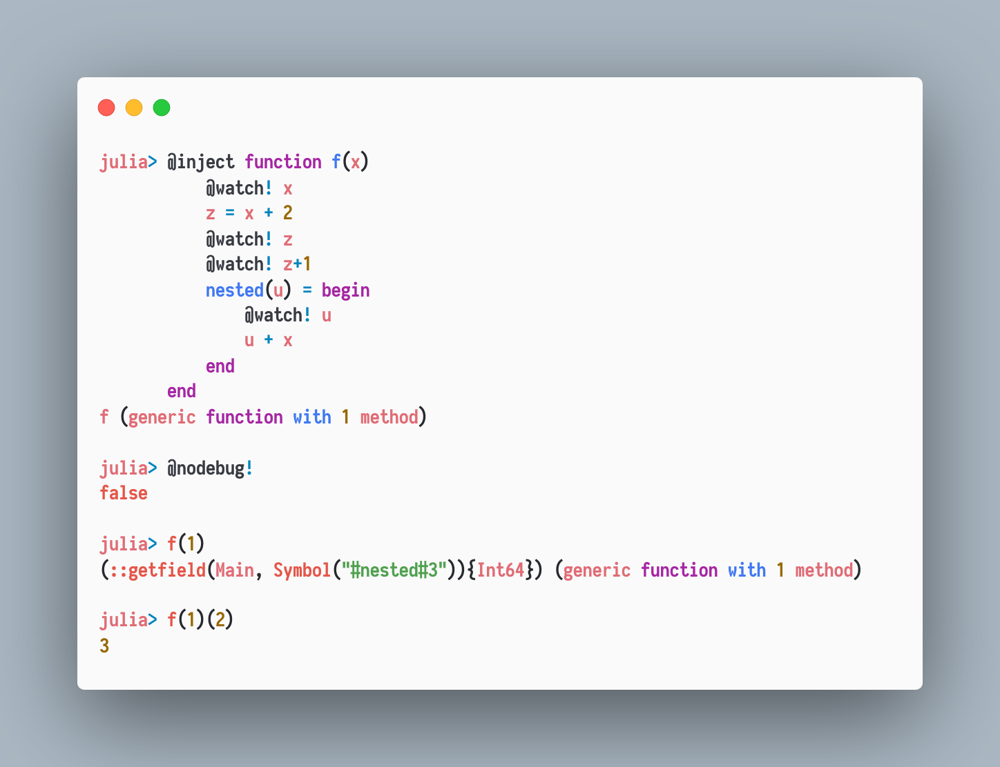 julia> @inject function f(x)
           @watch! x
           z = x + 2
           @watch! z
           @watch! z+1
           nested(u) = begin
               @watch! u
               u + x
           end
       end
f (generic function with 1 method)

julia> @nodebug!
false

julia> f(1)
(::getfield(Main, Symbol("#nested#3")){Int64}) (generic function with 1 method)

julia> f(1)(2)
3